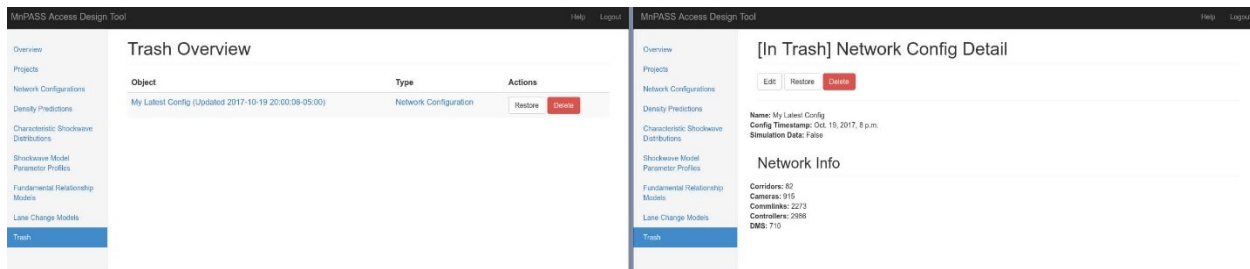 MnPASS Access Design Tool
Help Logout
Overview
Projects
Network Configurations
Density Predictions
Characteristic Shockwave
Distributions
Shockwave Model
Parameter Profiles
Fundamental Relationship
Models
Lane Change Models
Trash
Trash Overview
Object Type Actions
My Latest Config (Updated 2017-10-19 20:00:08-05:00) Network Configuration Restore Delete
MnPASS Access Design Tool
Help Logout
Overview
Projects
Network Configurations
Density Predictions
Characteristic Shockwave
Distributions
Shockwave Model
Parameter Profiles
Fundamental Relationship
Models
Lane Change Models
Trash
[In Trash] Network Config Detail
Edit Restore Delete
Name: My Latest Config
Config Timestamp: Oct. 19, 2017, 8 p.m.
Simulation Data: False
Network Info
Corridors: 82
Cameras: 915
Commlinks: 2273
Controllers: 2986
DMS: 710